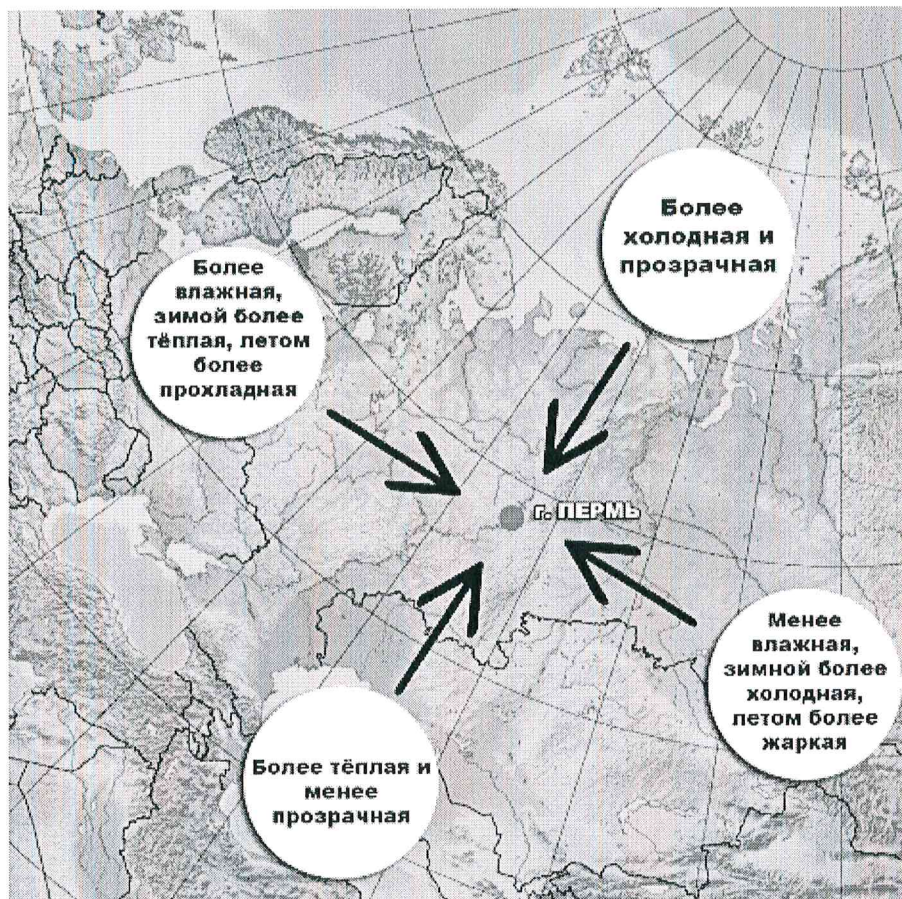 Более
холодная и
прозрачная
Более
влажная,
зимой более
тёплая, летом
более
прохладная
г. ПЕРМЬ
Менее
влажная,
зимной более
холодная,
летом более
жаркая
Более тёплая и
менее
прозрачная